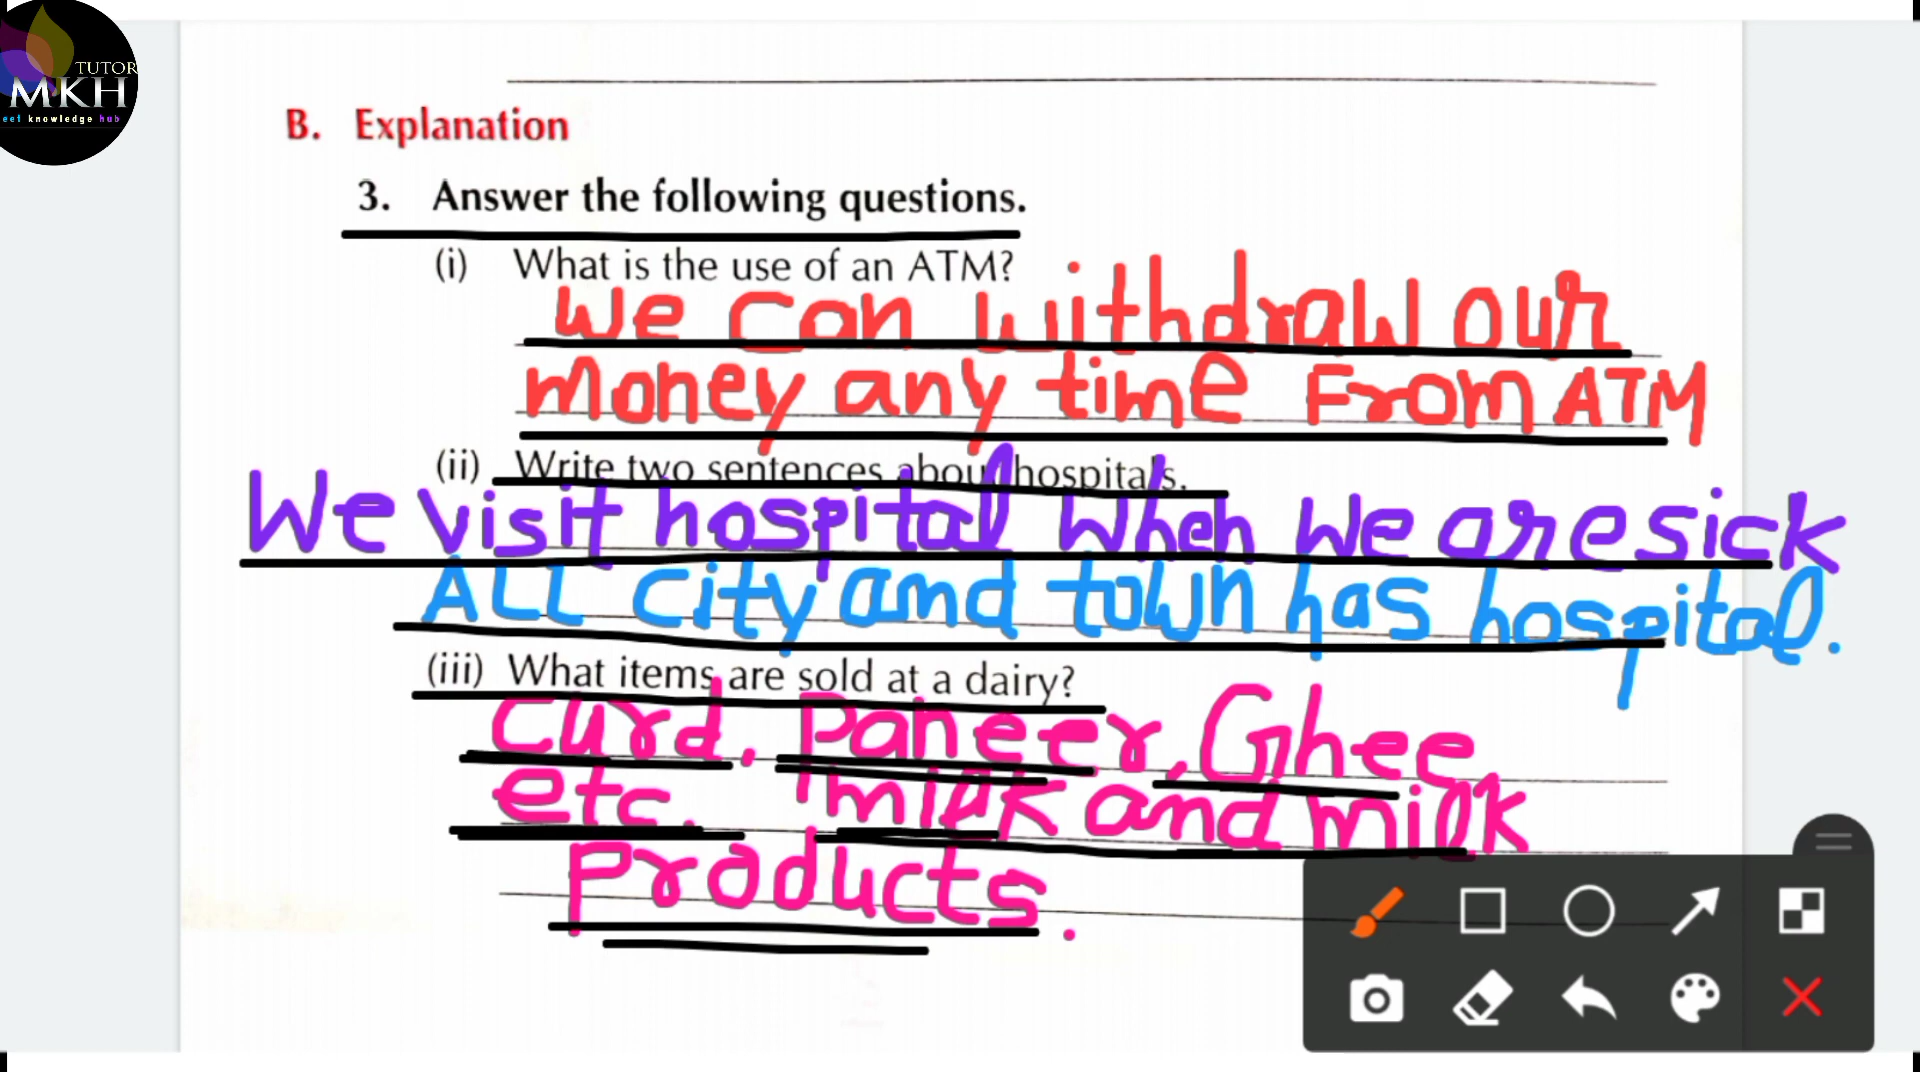 TUTOR
MKH
eet knowledge hub
B. Explanation
3. Answer the following questions.
(i) What is the use of an ATM?
We can withdraw our
money any time From ATM
(ii) Write two sentences about hospitals.
We visit hospital when we are sick
ALL city and town has hospital.
(iii) What items are sold at a dairy?
Curd, Paneer, Ghee
etc. milk and milk
Products.